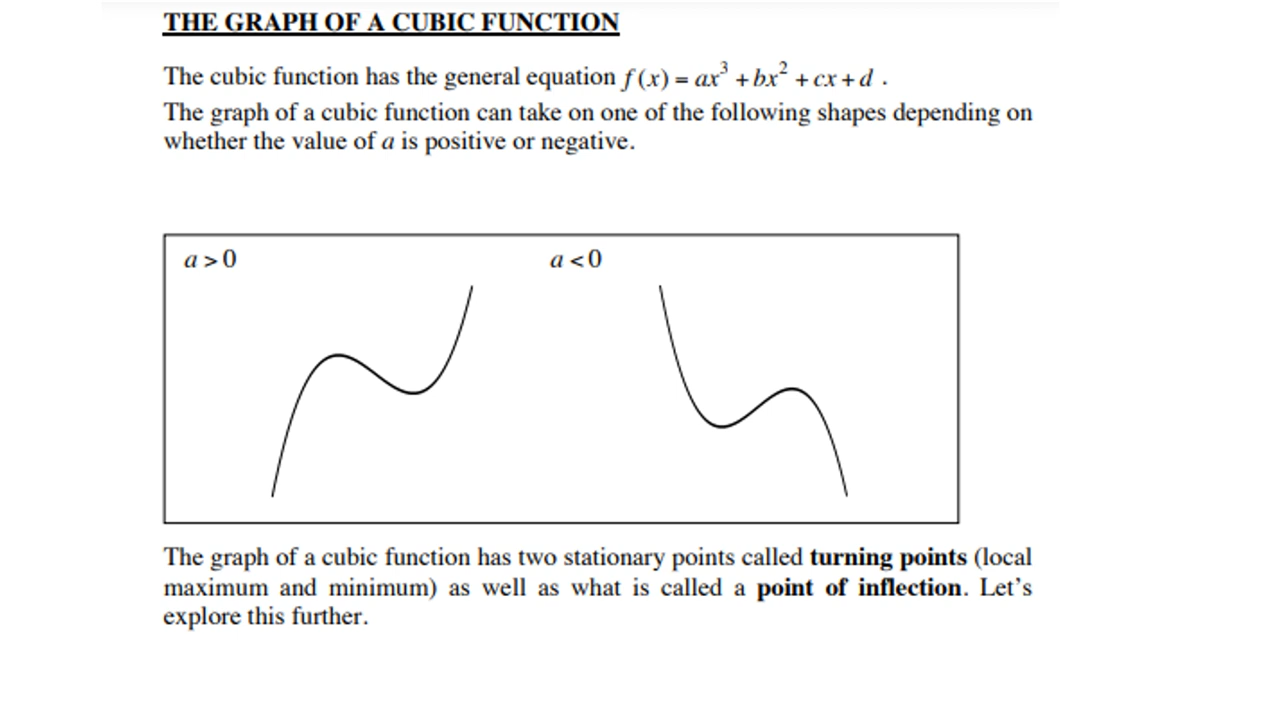 THE GRAPH OF A CUBIC FUNCTION
The cubic function has the general equation f(x) = ax³ + bx² + cx + d .
The graph of a cubic function can take on one of the following shapes depending on
whether the value of a is positive or negative.
a > 0
a < 0
The graph of a cubic function has two stationary points called turning points (local
maximum and minimum) as well as what is called a point of inflection. Let’s
explore this further.